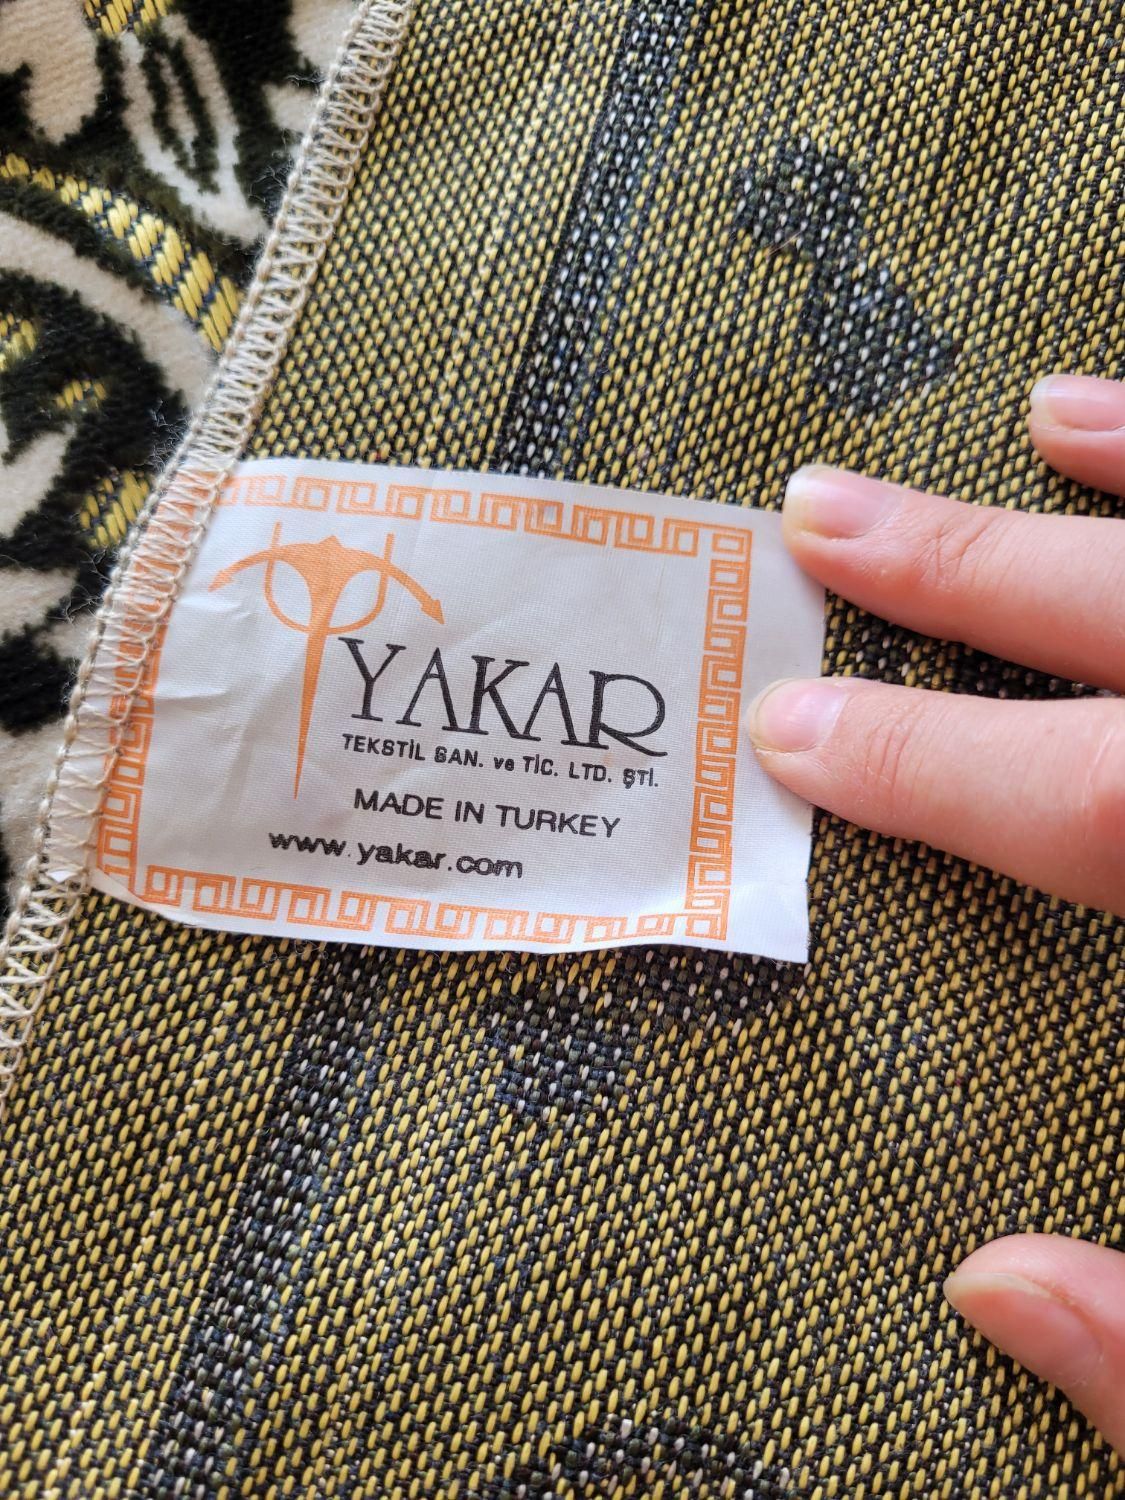 YAKAR
TEKSTİL SAN. ve TİC. LTD. ŞTİ.
MADE IN TURKEY
www.yakar.com